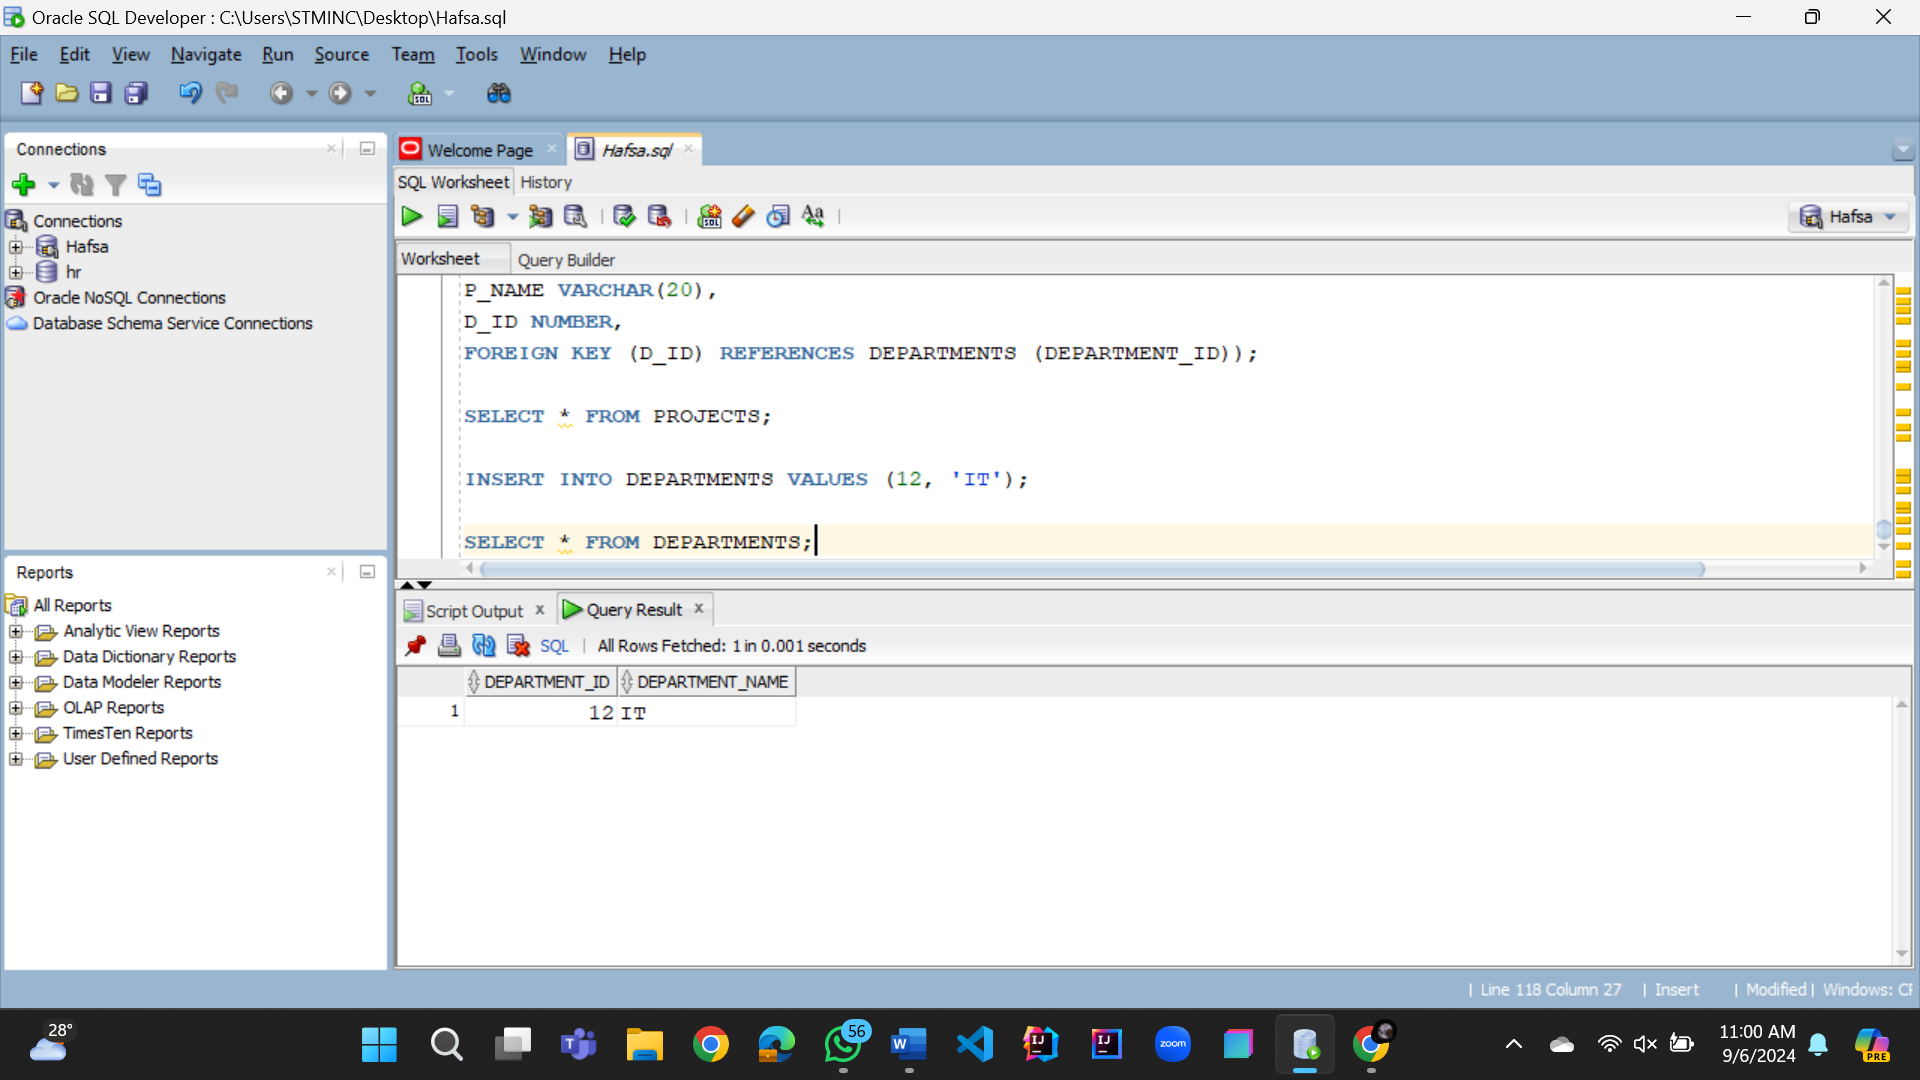 Oracle SQL Developer : C:\Users\STMINC\Desktop\Hafsa.sql
File Edit View Navigate Run Source Team Tools Window Help
Connections
Connections
Hafsa
hr
Oracle NoSQL Connections
Database Schema Service Connections
Reports
All Reports
Analytic View Reports
Data Dictionary Reports
Data Modeler Reports
OLAP Reports
TimesTen Reports
User Defined Reports
Welcome Page Hafsa.sql
SQL Worksheet History
Hafsa
Worksheet Query Builder
P_NAME VARCHAR(20),
D_ID NUMBER,
FOREIGN KEY (D_ID) REFERENCES DEPARTMENTS (DEPARTMENT_ID));
SELECT * FROM PROJECTS;
INSERT INTO DEPARTMENTS VALUES (12, 'IT');
SELECT * FROM DEPARTMENTS;
Script Output x Query Result x
SQL | All Rows Fetched: 1 in 0.001 seconds
DEPARTMENT_ID DEPARTMENT_NAME
1 12 IT
| Line 118 Column 27 | Insert | Modified | Windows: CF
28°
56
zoom
11:00 AM
9/6/2024
PRE